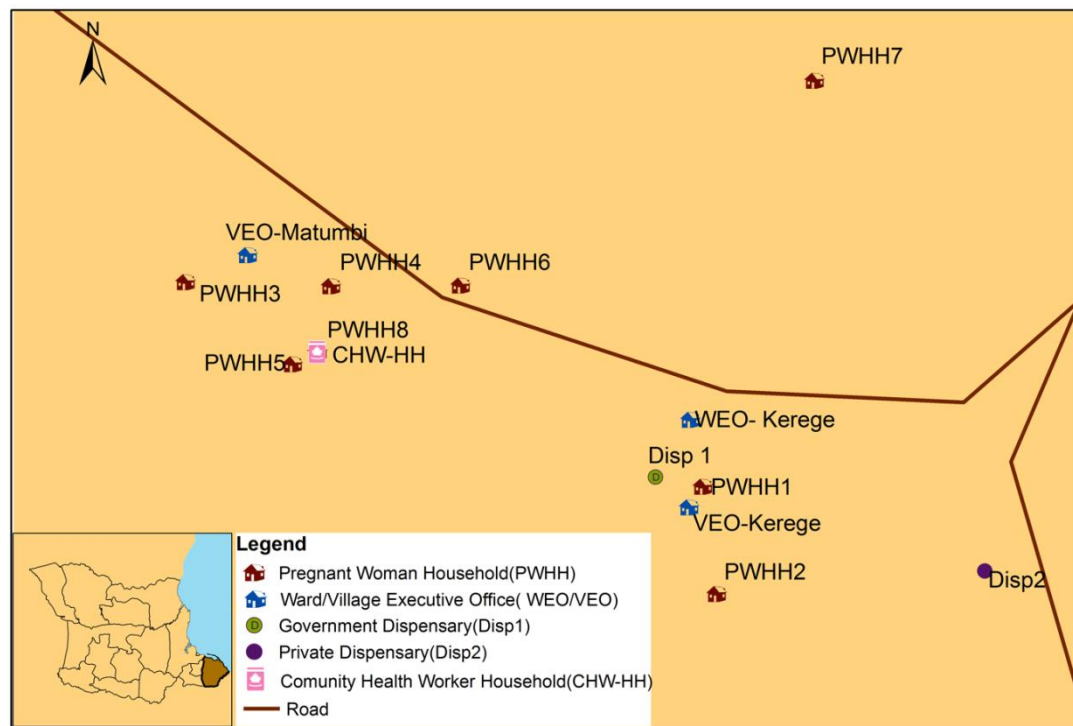 N
PWHH7
VEO-Matumbi
PWHH4
PWHH6
PWHH3
PWHH8
PWHH5
CHW-HH
WEO- Kerege
Disp 1
PWHH1
VEO-Kerege
PWHH2
Disp2
Legend
Pregnant Woman Household(PWHH)
Ward/Village Executive Office( WEO/VEO)
D
Government Dispensary(Disp1)
Private Dispensary(Disp2)
Comunity Health Worker Household(CHW-HH)
Road